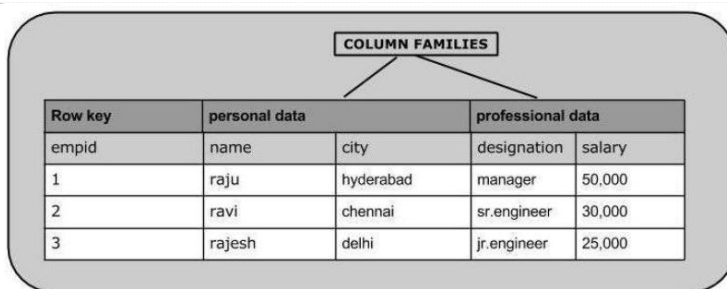 COLUMN FAMILIES
Row key personal data professional data
empid name city designation salary
1 raju hyderabad manager 50,000
2 ravi chennai sr.engineer 30,000
3 rajesh delhi jr.engineer 25,000